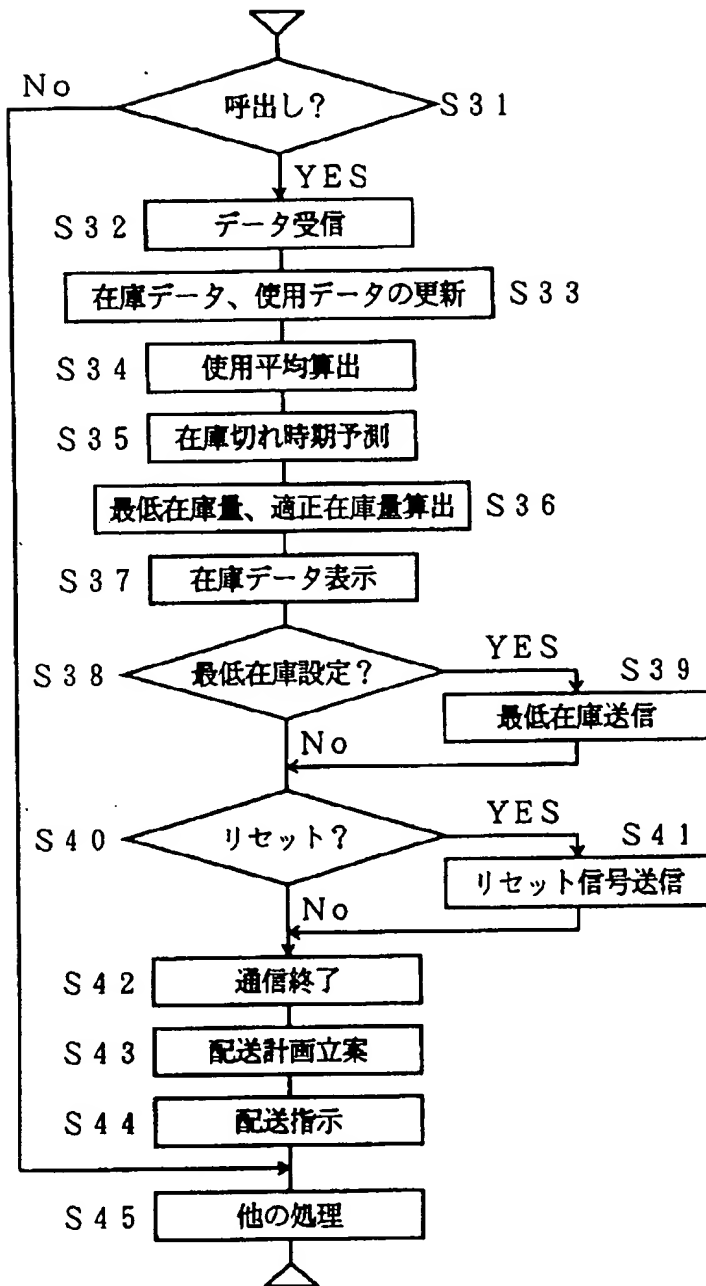 No
呼出し?
S31
YES
S32
データ受信
在庫データ、使用データの更新
S33
S34
使用平均算出
S35
在庫切れ時期予測
最低在庫量、適正在庫量算出
S36
S37
在庫データ表示
S38
最低在庫設定?
YES
S39
最低在庫送信
No
S40
リセット?
YES
S41
リセット信号送信
No
S42
通信終了
S43
配送計画立案
S44
配送指示
S45
他の処理